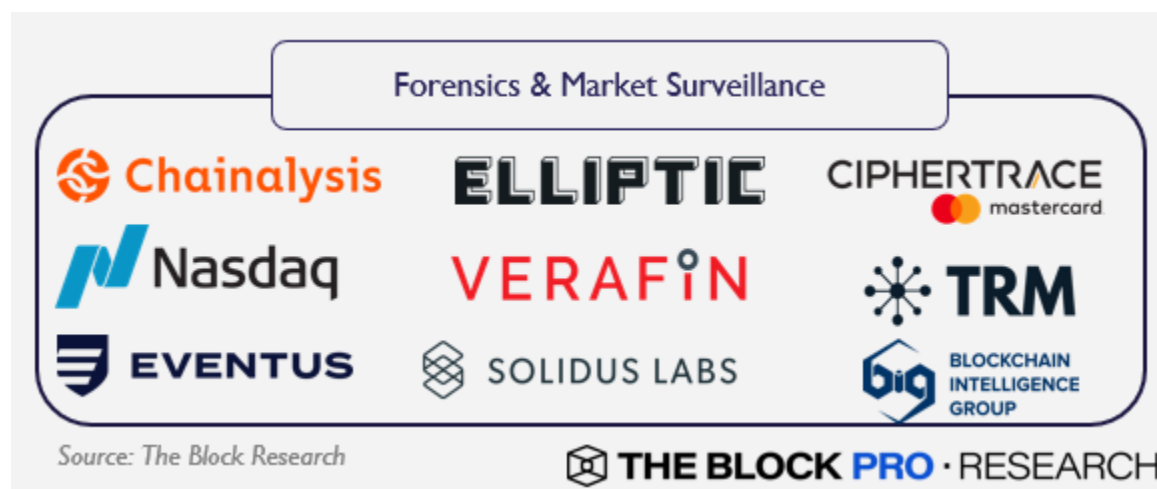 Forensics & Market Surveillance
Chainalysis
ELLIPTIC
CIPHERTRACE
mastercard
Nasdaq
VERAFIN
TRM
EVENTUS
SOLIDUS LABS
big
BLOCKCHAIN
INTELLIGENCE
GROUP
Source: The Block Research
THE BLOCK PRO · RESEARCH